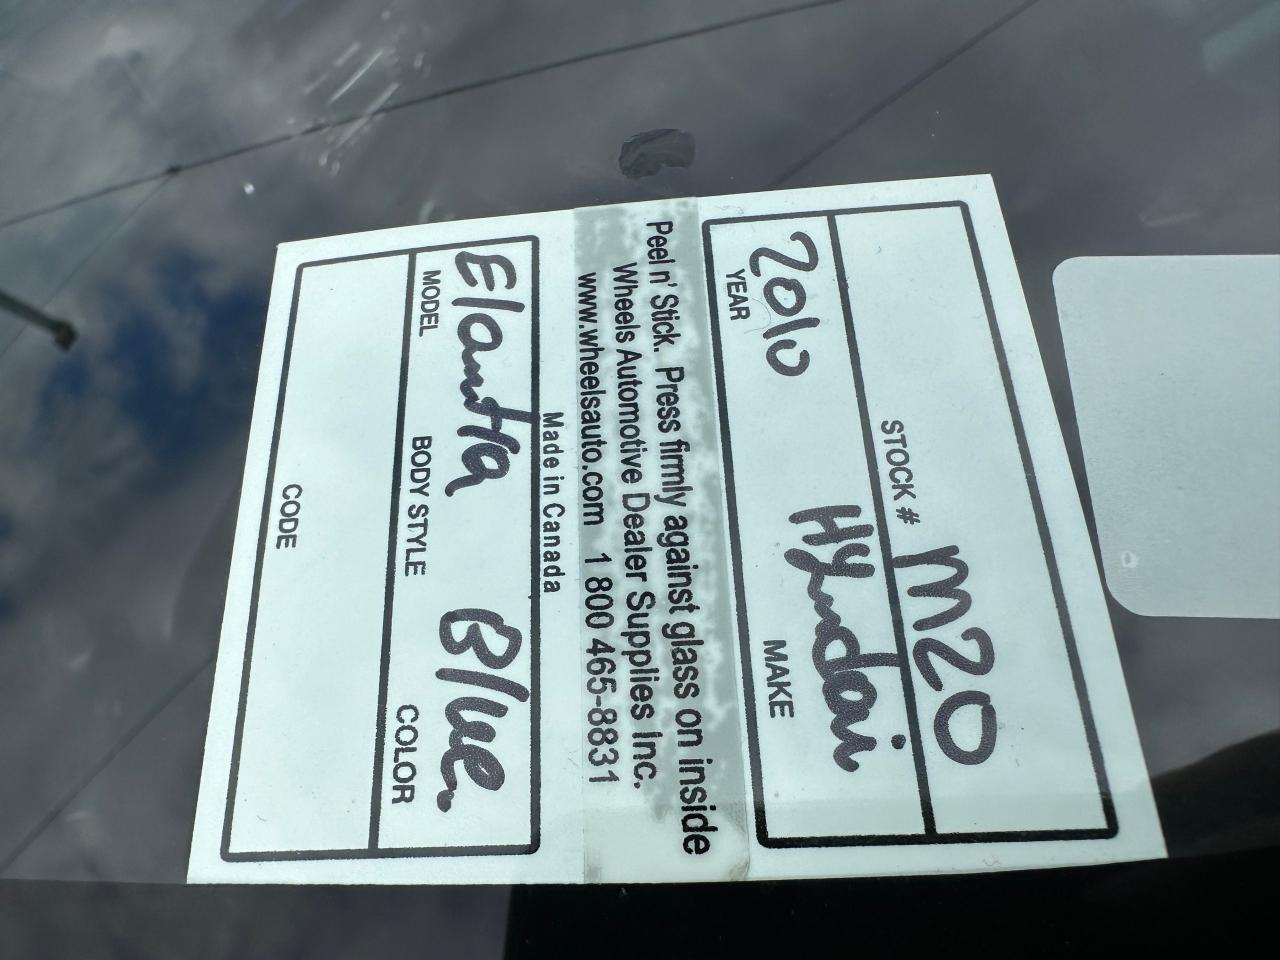 M20
STOCK #
2010 Hyundai
YEAR MAKE
Peel n' Stick. Press firmly against glass on inside
Wheels Automotive Dealer Supplies Inc.
www.wheelsauto.com 1 800 465-8831
Made in Canada
Elantra Blue.
MODEL BODY STYLE COLOR
CODE